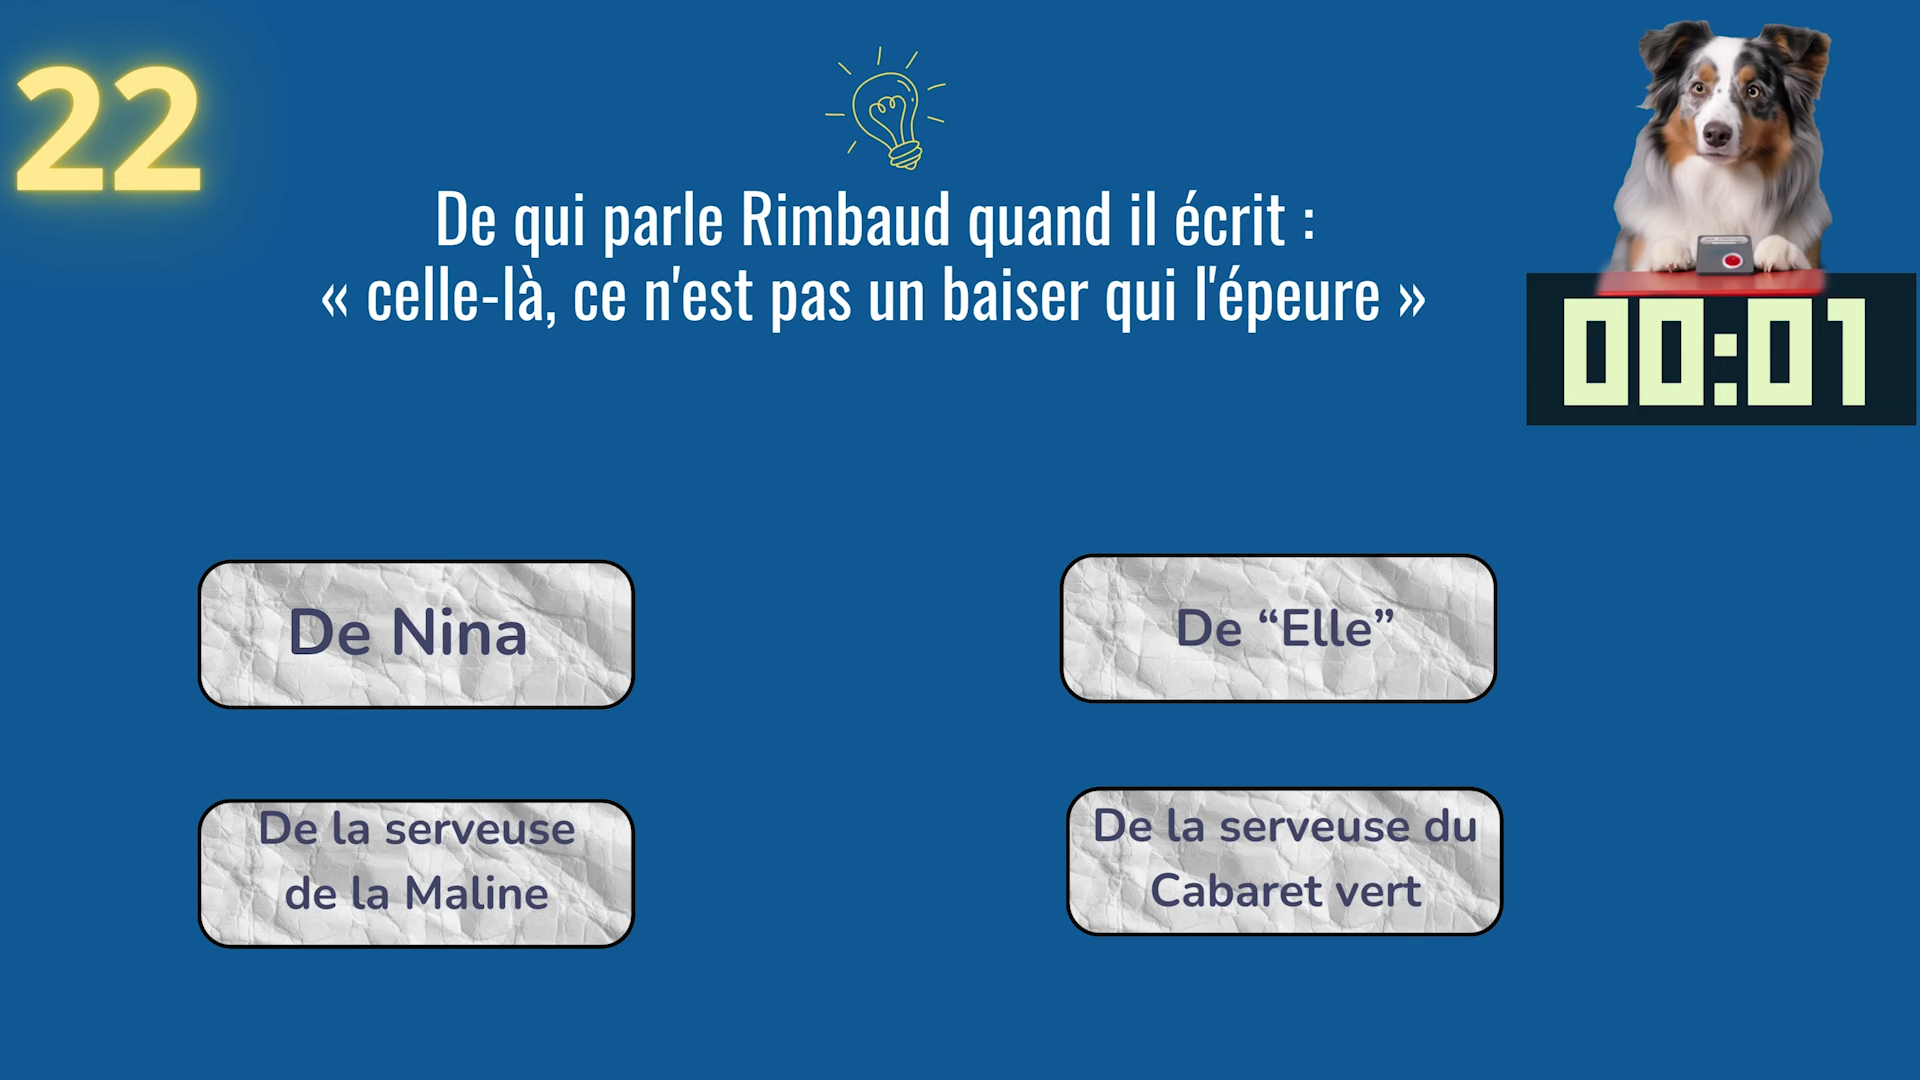 22
De qui parle Rimbaud quand il écrit :
« celle-là, ce n'est pas un baiser qui l'épeure »
00:01
De Nina
De “Elle”
De la serveuse
de la Maline
De la serveuse du
Cabaret vert